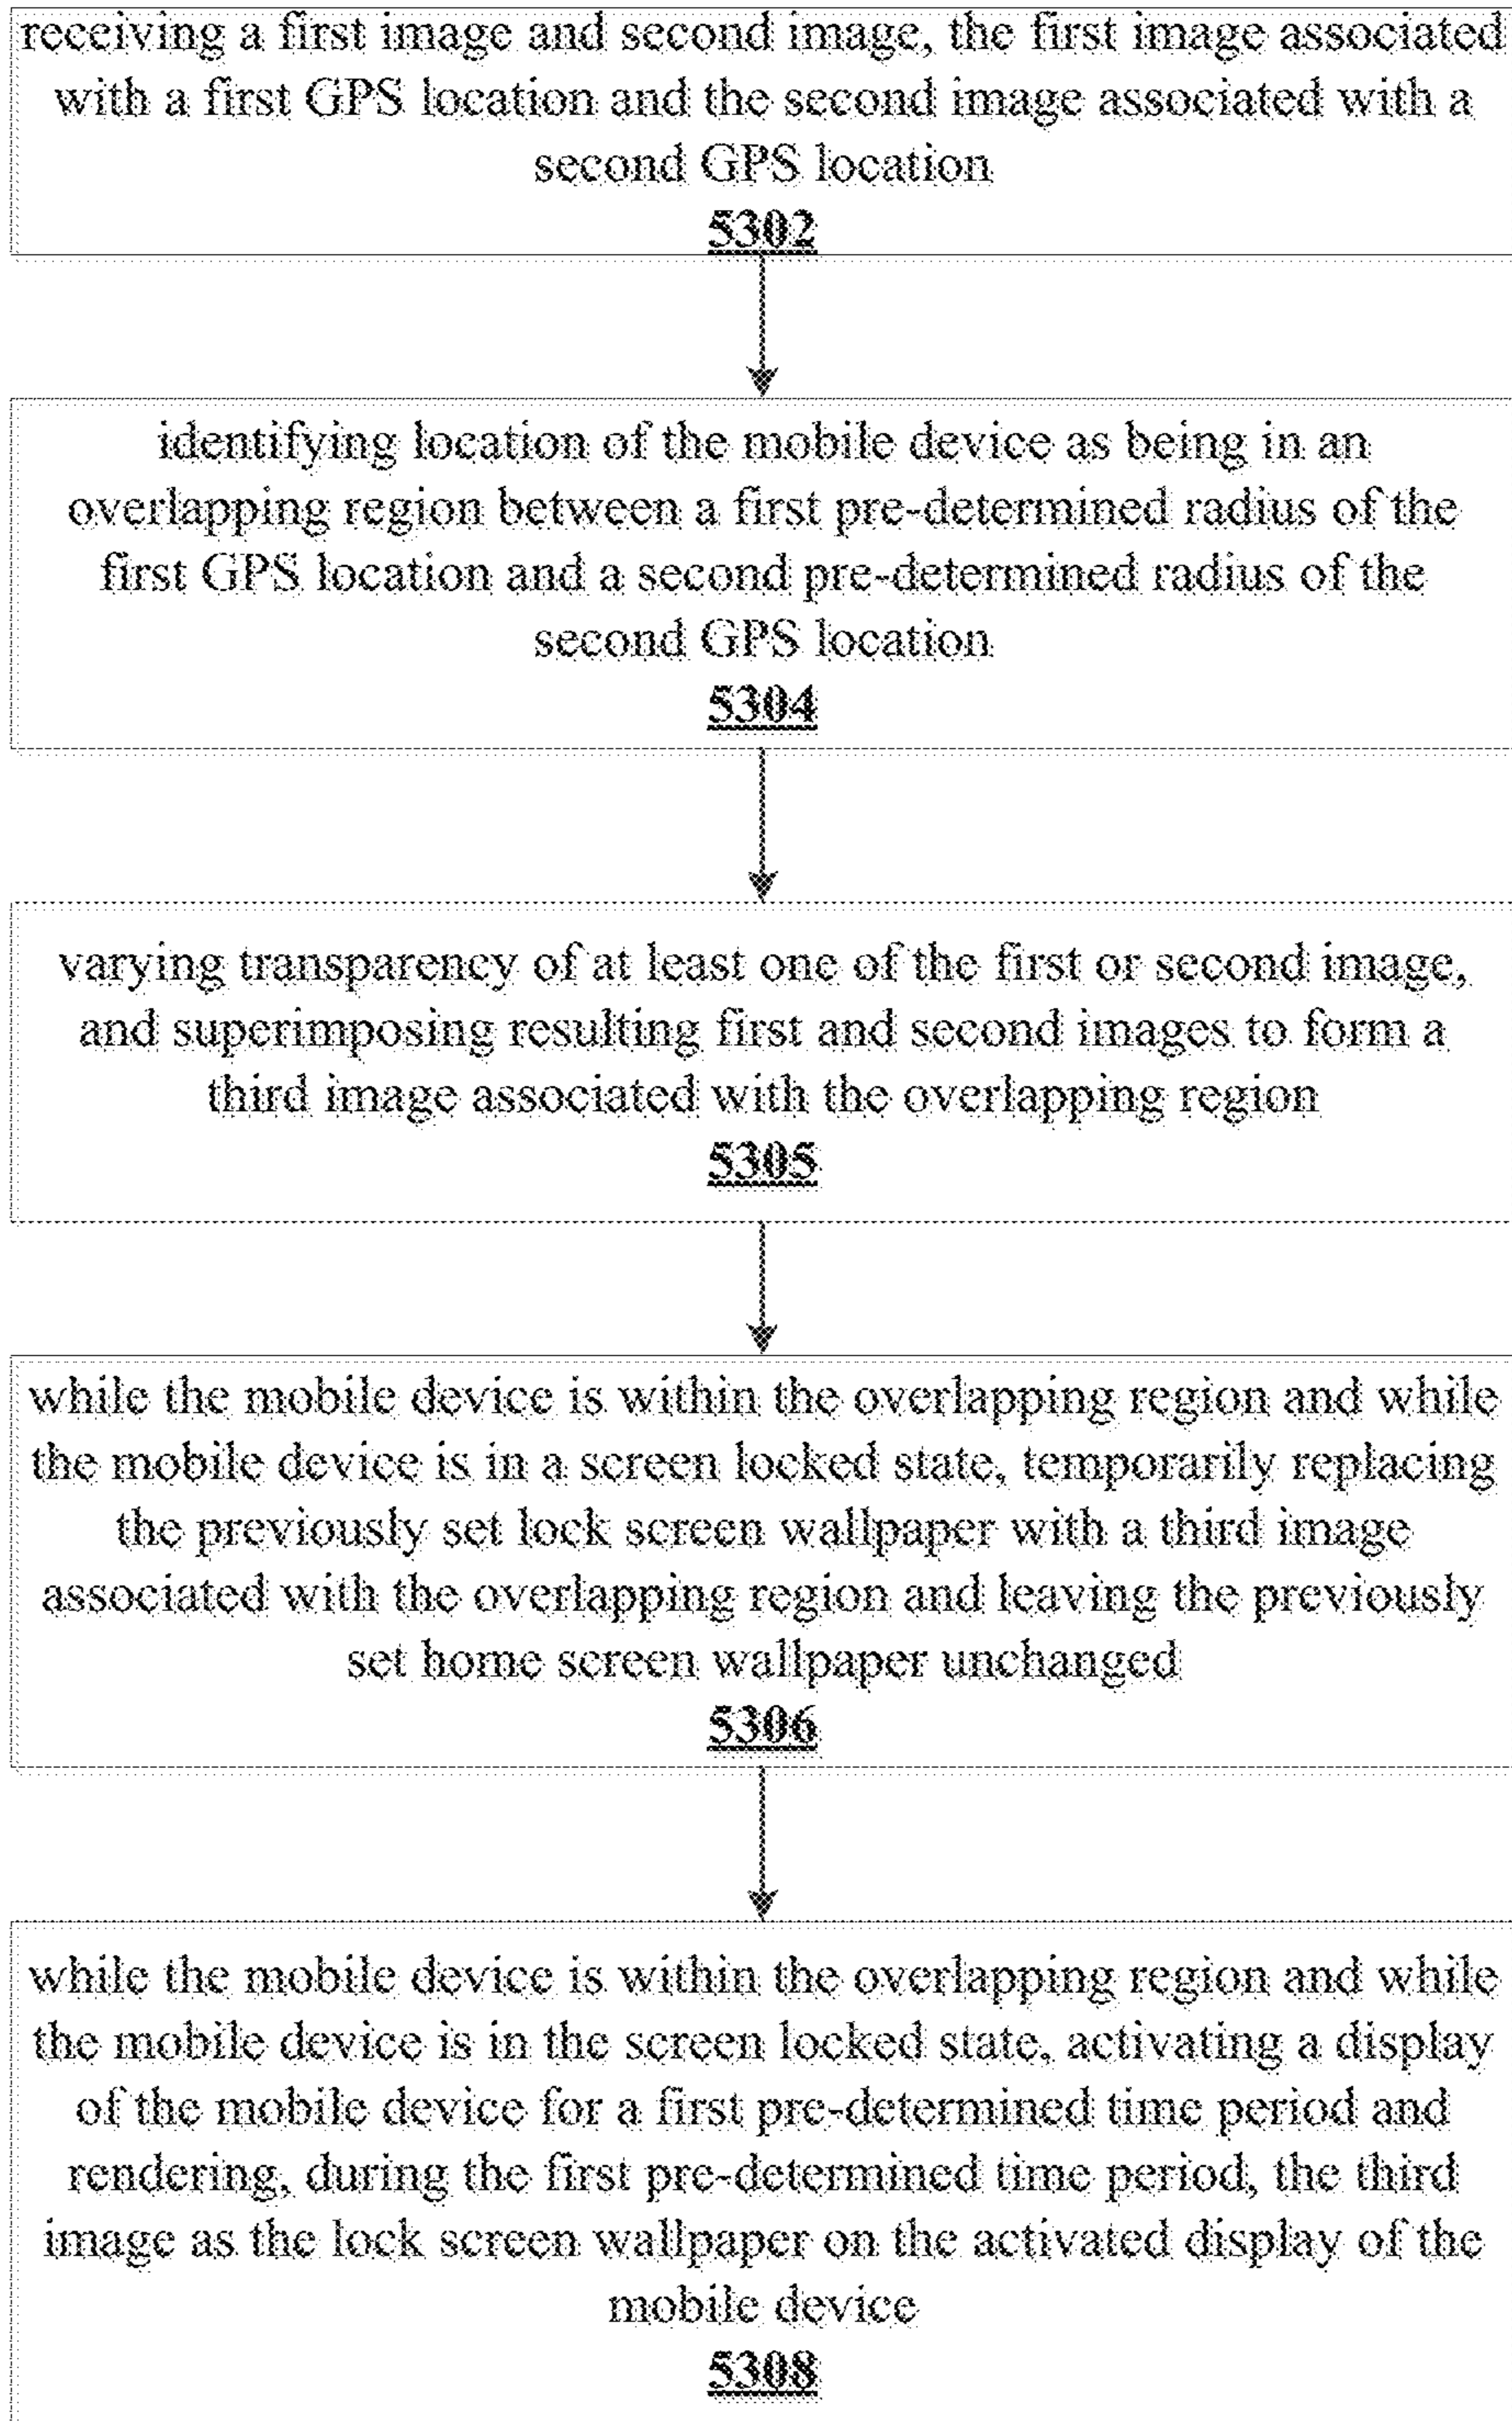 receiving a first image and second image, the first image associated
with a first GPS location and the second image associated with a
second GPS location
5302
identifying location of the mobile device as being in an
overlapping region between a first pre-determined radius of the
first GPS location and a second pre-determined radius of the
second GPS location
5304
varying transparency of at least one of the first or second image,
and superimposing resulting first and second images to form a
third image associated with the overlapping region
5305
while the mobile device is within the overlapping region and while
the mobile device is in a screen locked state, temporarily replacing
the previously set lock screen wallpaper with a third image
associated with the overlapping region and leaving the previously
set home screen wallpaper unchanged
5306
while the mobile device is within the overlapping region and while
the mobile device is in the screen locked state, activating a display
of the mobile device for a first pre-determined time period and
rendering, during the first pre-determined time period, the third
image as the lock screen wallpaper on the activated display of the
mobile device
5308